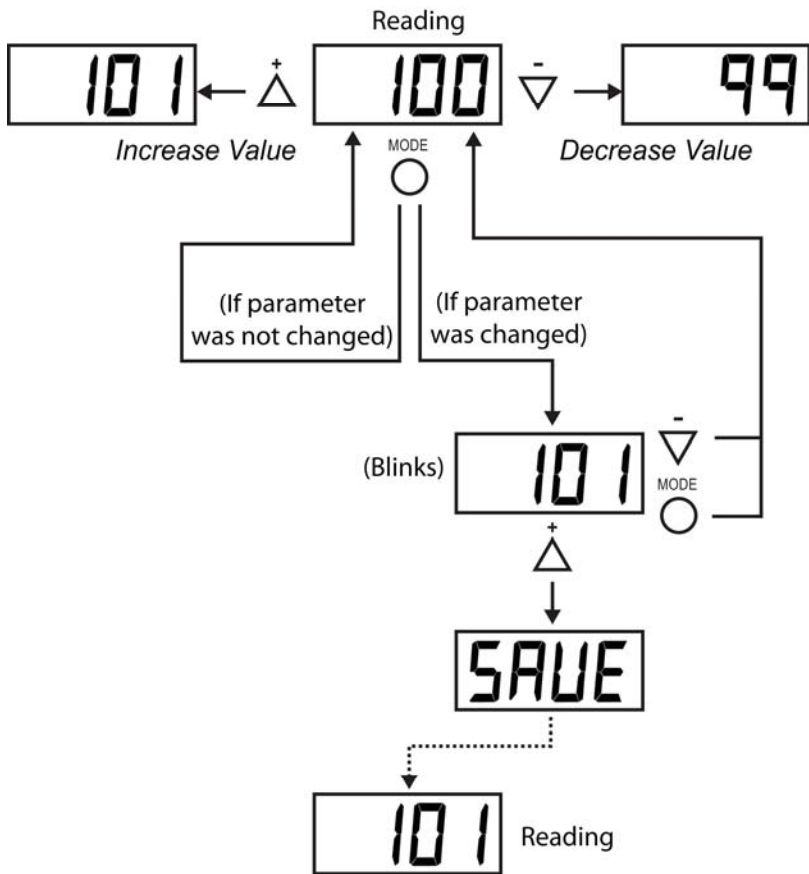 Reading
101
+
100
-
99
Increase Value
MODE
Decrease Value
(If parameter
was not changed)
(If parameter
was changed)
(Blinks)
101
-
MODE
+
SAVE
101
Reading